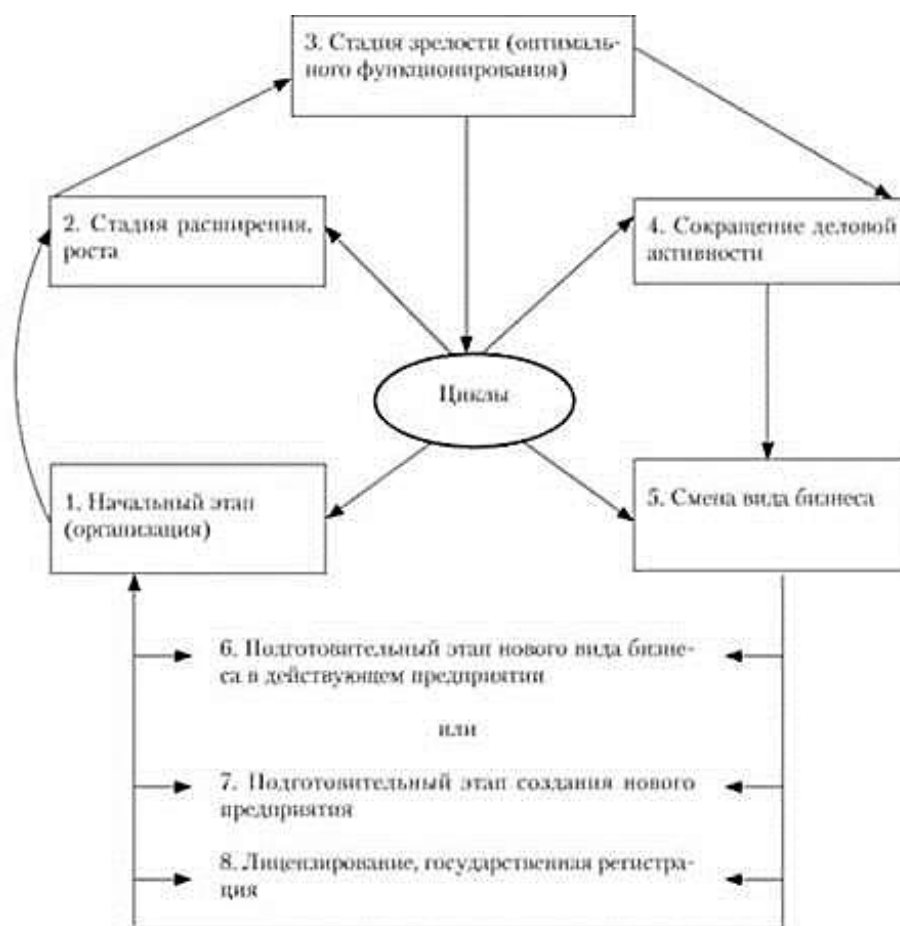 3. Стадия зрелости (оптималь-
ного функционирования)
2. Стадия расширения,
роста
4. Сокращение деловой
активности
Циклы
1. Начальный этап
(организация)
5. Смена вида бизнеса
6. Подготовительный этап нового вида бизне-
са в действующем предприятии
или
7. Подготовительный этап создания нового
предприятия
8. Лицензирование, государственная регистра-
ция